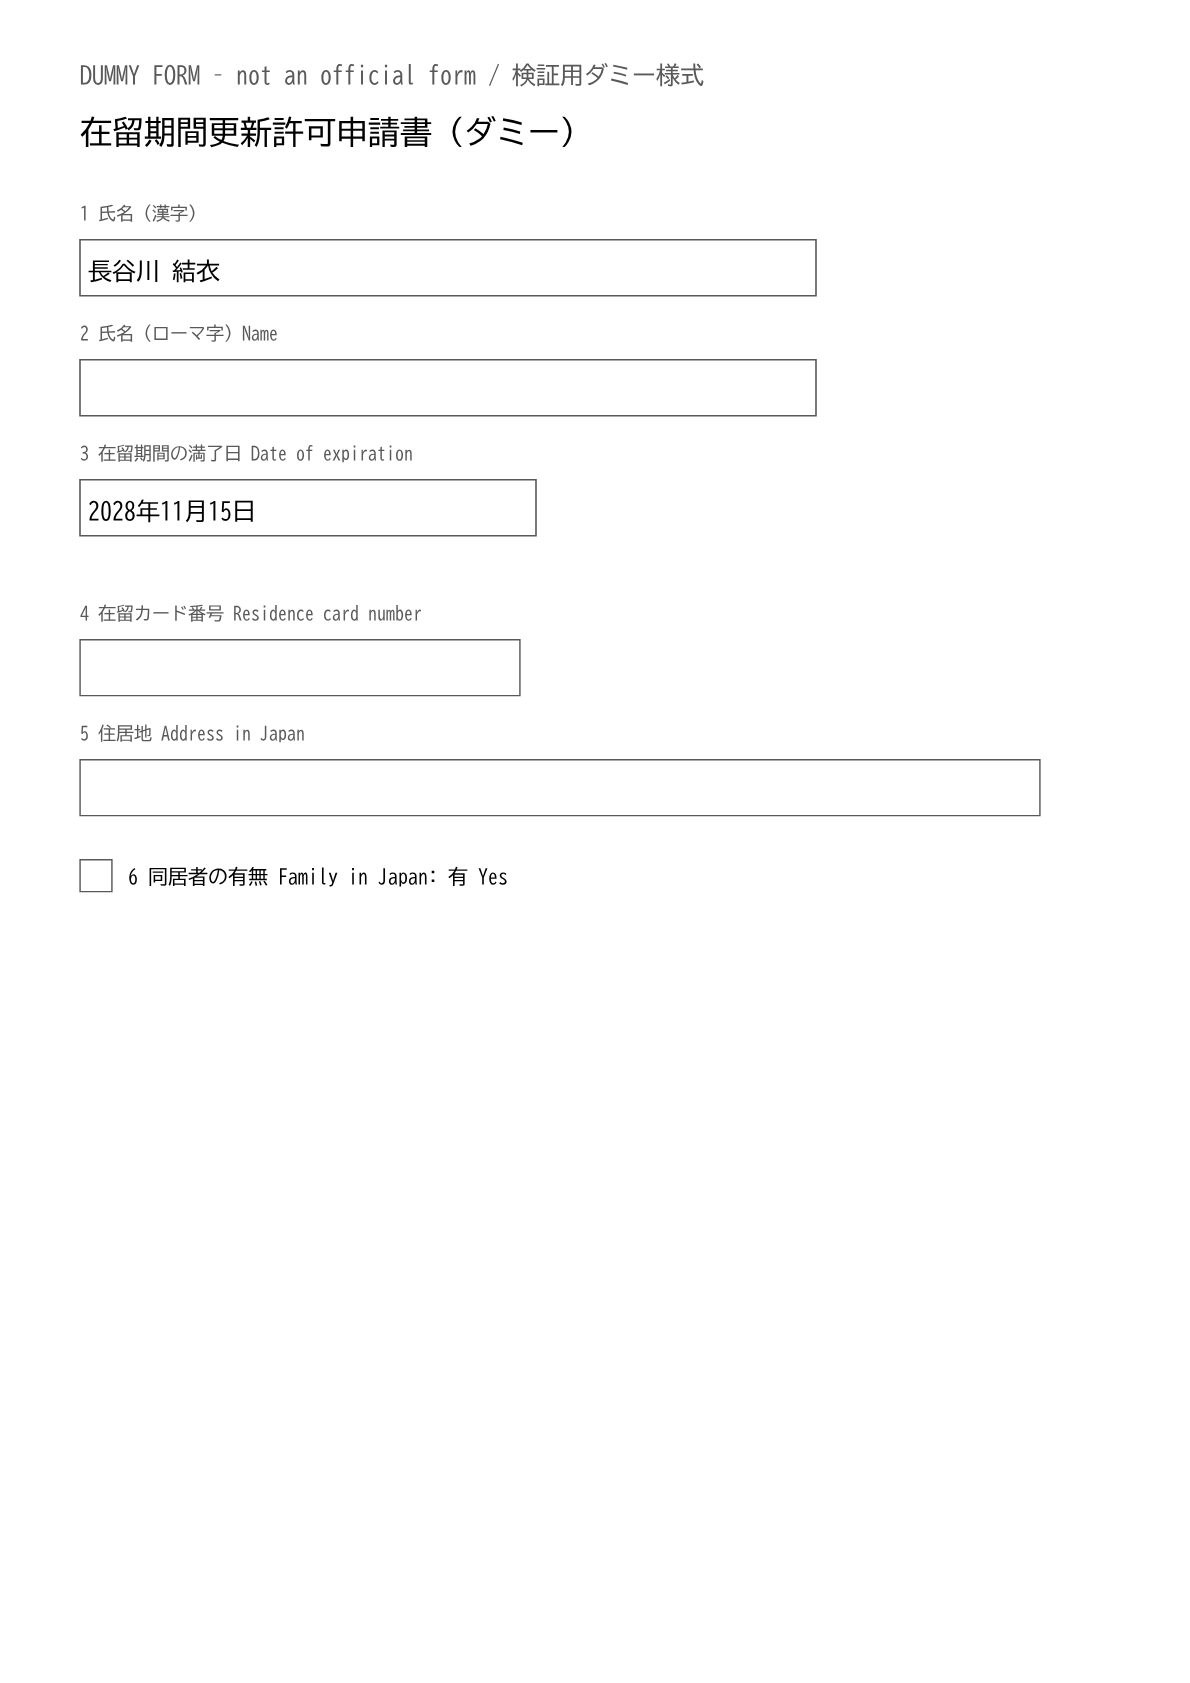 DUMMY FORM - not an official form / 検証用ダミー様式
在留期間更新許可申請書（ダミー）
1 氏名（漢字）
長谷川 結衣
2 氏名（ローマ字）Name
3 在留期間の満了日 Date of expiration
2028年11月15日
4 在留カード番号 Residence card number
5 住居地 Address in Japan
6 同居者の有無 Family in Japan: 有 Yes